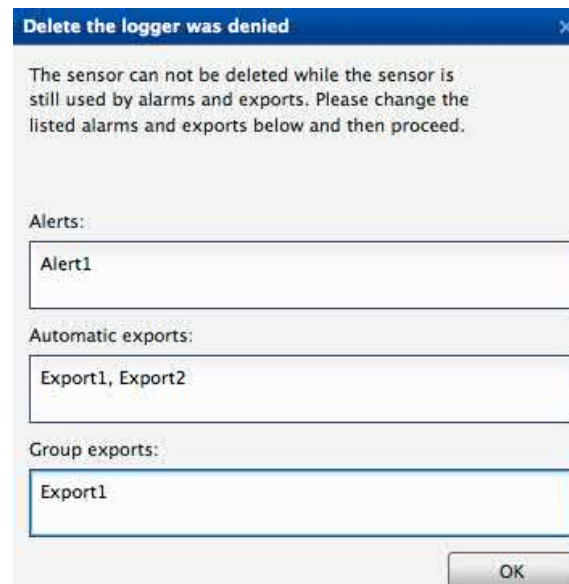 Delete the logger was denied
The sensor can not be deleted while the sensor is
still used by alarms and exports. Please change the
listed alarms and exports below and then proceed.
Alerts:
Alert1
Automatic exports:
Export1, Export2
Group exports:
Export1
OK